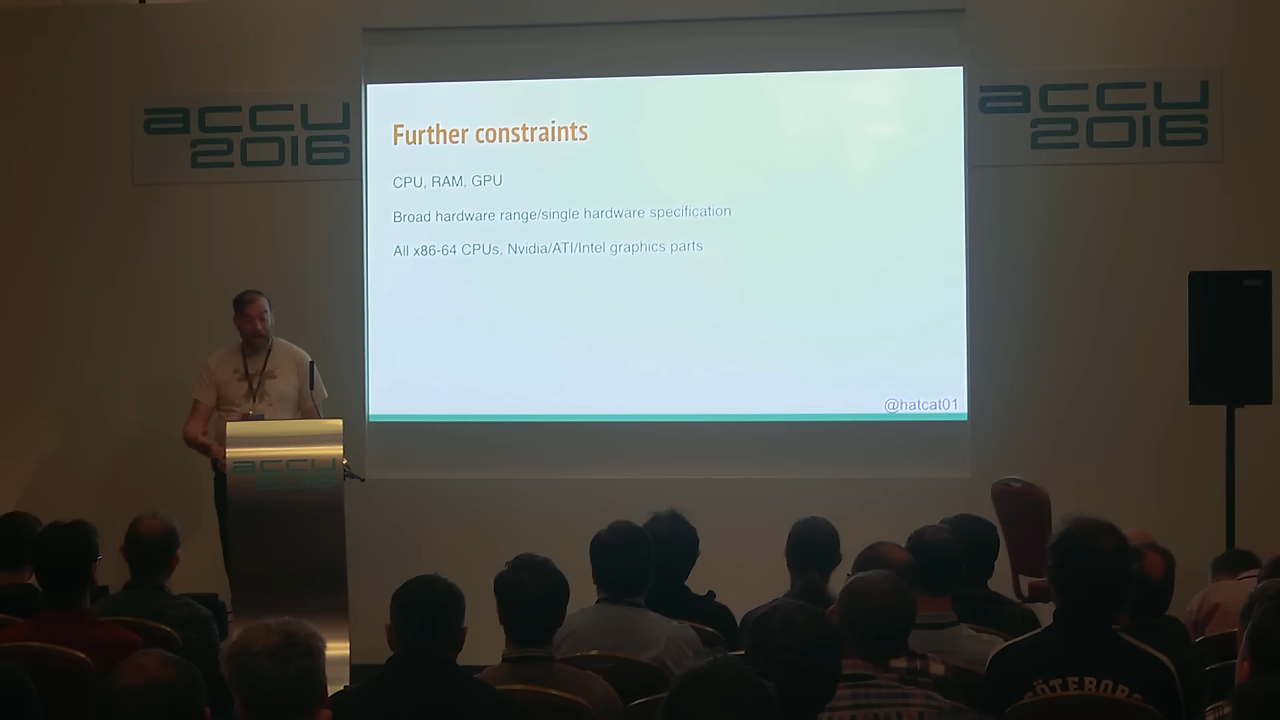 accu
2016
accu
2016
Further constraints
CPU, RAM, GPU
Broad hardware range/single hardware specification
All x86-64 CPUs, Nvidia/ATI/Intel graphics parts
@hatcat01
accu
2016
GÖTEBORG